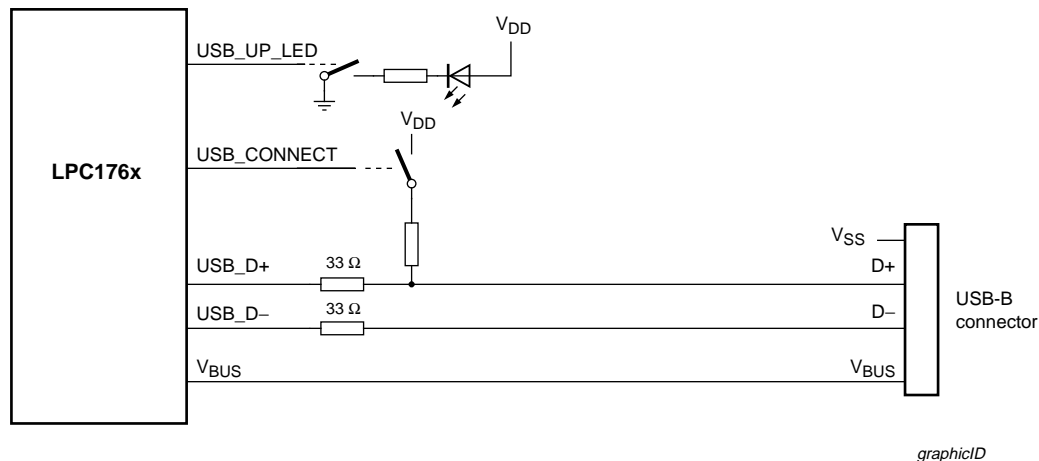 V_DD
USB_UP_LED
V_DD
USB_CONNECT
LPC176x
V_SS
USB_D+ 33 Ω D+
USB_D− 33 Ω D−
USB-B
connector
V_BUS V_BUS
graphicID